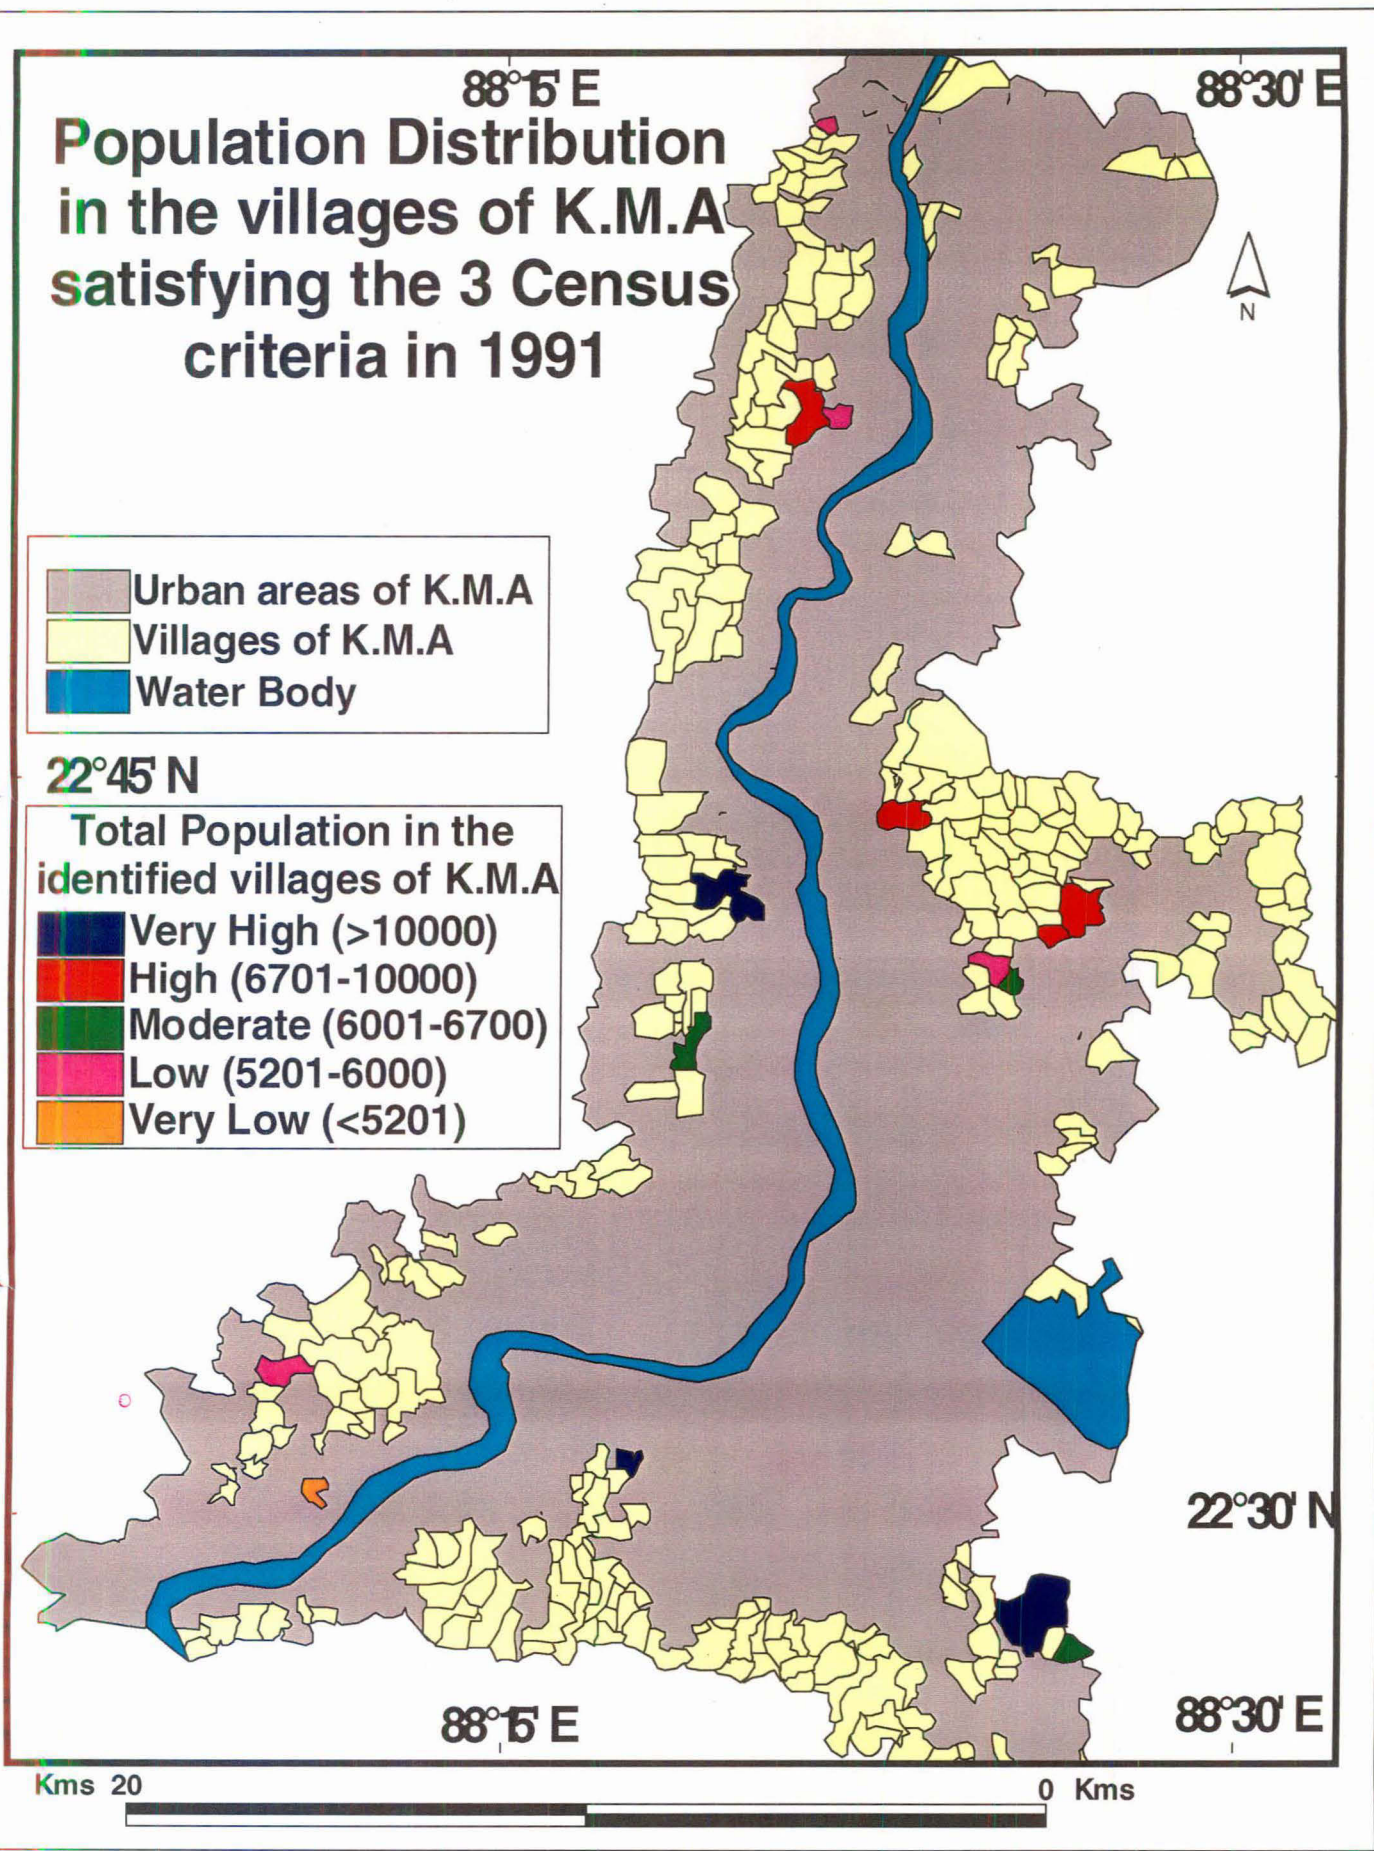 88°15' E
88°30' E
Population Distribution
in the villages of K.M.A
satisfying the 3 Census
criteria in 1991
N
Urban areas of K.M.A
Villages of K.M.A
Water Body
22°45' N
Total Population in the
identified villages of K.M.A
Very High (>10000)
High (6701-10000)
Moderate (6001-6700)
Low (5201-6000)
Very Low (<5201)
22°30' N
88°15' E
88°30' E
Kms 20
0 Kms